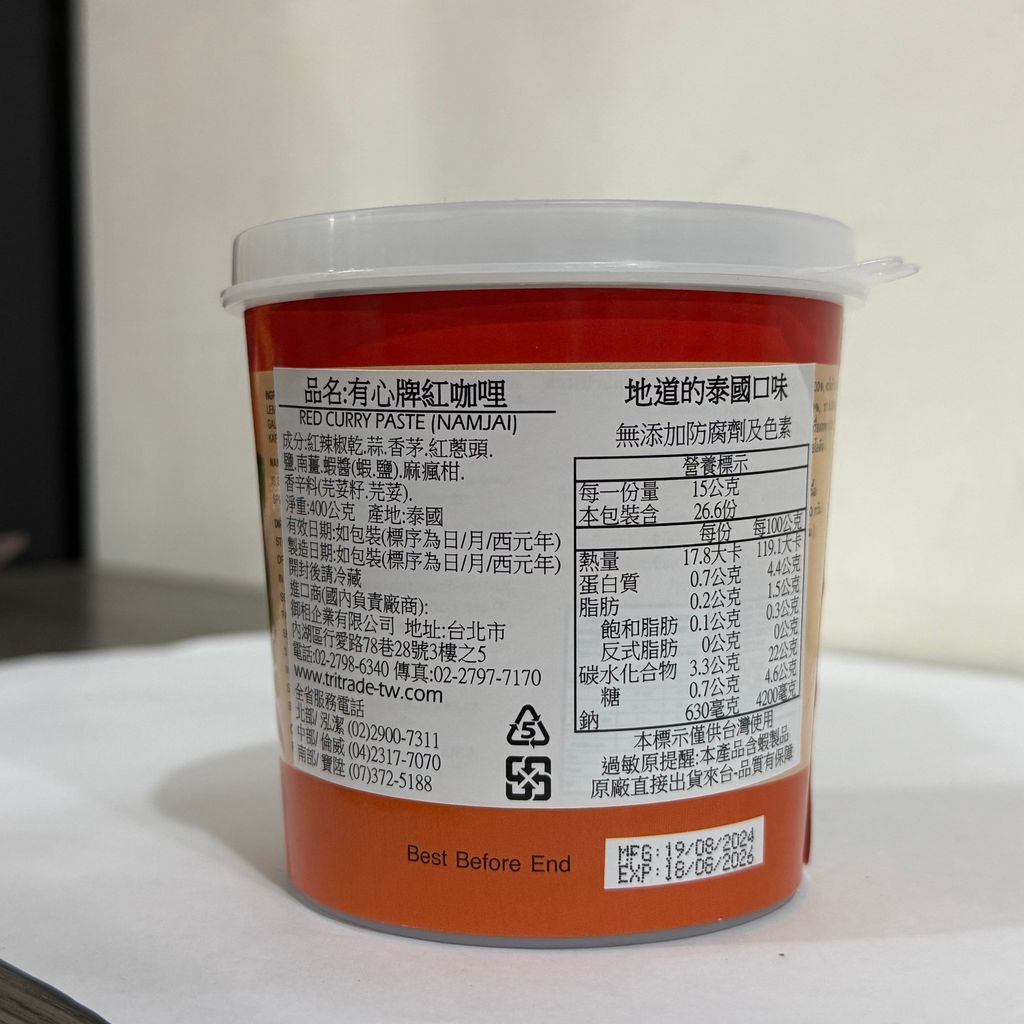 品名:有心牌紅咖哩
RED CURRY PASTE (NAMJAI)
成分:紅辣椒乾.蒜.香茅.紅蔥頭.
鹽.南薑.蝦醬(蝦.鹽).麻瘋柑.
香辛料(芫荽籽.芫荽).
淨重:400公克 產地:泰國
有效日期:如包裝(標序為日/月/西元年)
製造日期:如包裝(標序為日/月/西元年)
開封後請冷藏
進口商(國內負責廠商):
御相企業有限公司 地址:台北市
內湖區行愛路78巷28號3樓之5
電話:02-2798-6340 傳真:02-2797-7170
www.tritrade-tw.com
全省服務電話
北部/ 泓潔 (02)2900-7311
中部/ 倫威 (04)2317-7070
南部/ 寶陞 (07)372-5188
5
地道的泰國口味
無添加防腐劑及色素
營養標示
每一份量 15公克
本包裝含 26.6份
每份 每100公克
熱量 17.8大卡 119.1大卡
蛋白質 0.7公克 4.4公克
脂肪 0.2公克 1.5公克
飽和脂肪 0.1公克 0.3公克
反式脂肪 0公克 0公克
碳水化合物 3.3公克 22公克
糖 0.7公克 4.6公克
鈉 630毫克 4200毫克
本標示僅供台灣使用
過敏原提醒:本產品含蝦製品
原廠直接出貨來台-品質有保障
Best Before End
MFG:19/08/2024
EXP:18/08/2026